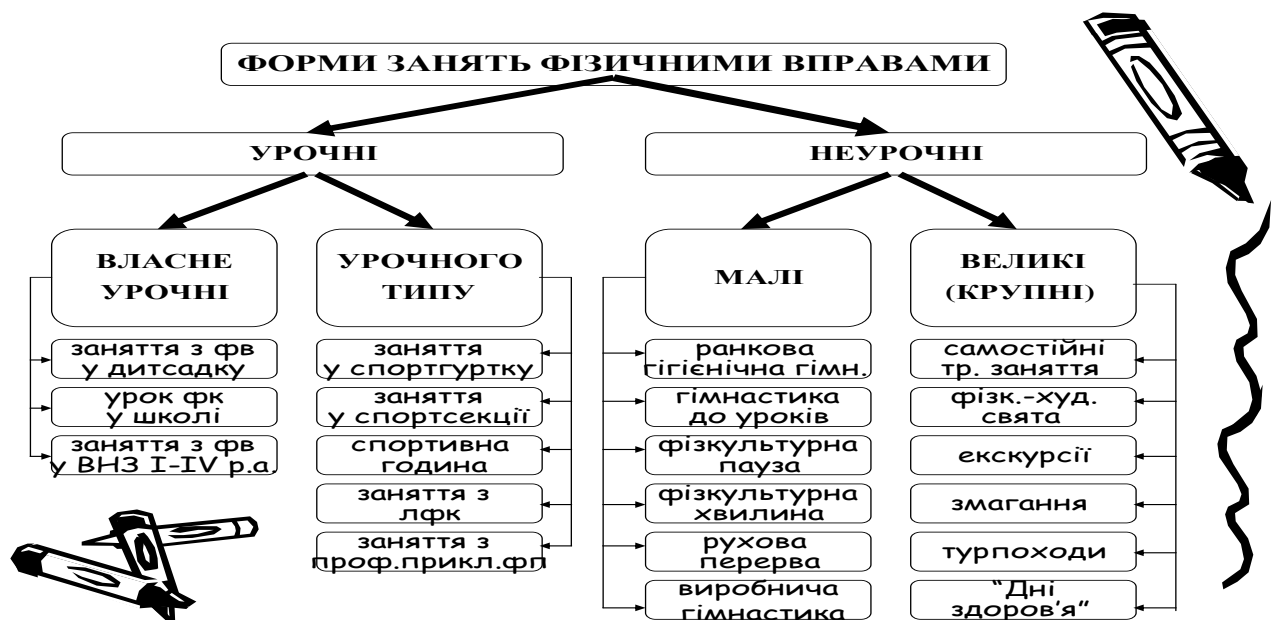 ФОРМИ ЗАНЯТЬ ФІЗИЧНИМИ ВПРАВАМИ
УРОЧНІ
НЕУРОЧНІ
ВЛАСНЕ
УРОЧНІ
УРОЧНОГО
ТИПУ
МАЛІ
ВЕЛИКІ
(КРУПНІ)
заняття з фв
у дитсадку
урок фк
у школі
заняття з фв
у ВНЗ І-ІV р.а.
заняття
у спортгуртку
заняття
у спортсекції
спортивна
година
заняття з
лфк
заняття з
проф.прикл.фп
ранкова
гігієнічна гімн.
гімнастика
до уроків
фізкультурна
пауза
фізкультурна
хвилина
рухова
перерва
виробнича
гімнастика
самостійні
тр. заняття
фізк.-худ.
свята
екскурсії
змагання
турпоходи
“Дні
здоров’я”